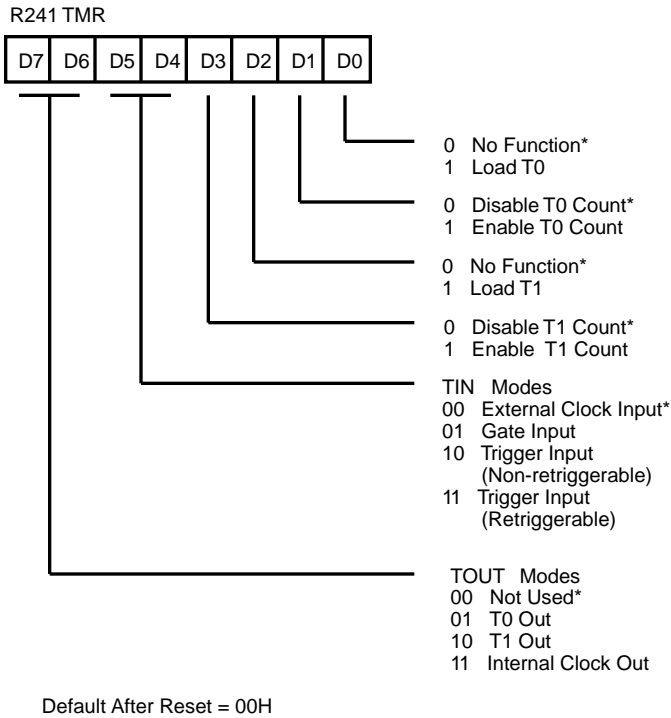 R241 TMR
D7 D6 D5 D4 D3 D2 D1 D0
0 No Function*
1 Load T0
0 Disable T0 Count*
1 Enable T0 Count
0 No Function*
1 Load T1
0 Disable T1 Count*
1 Enable T1 Count
TIN Modes
00 External Clock Input*
01 Gate Input
10 Trigger Input
(Non-retriggerable)
11 Trigger Input
(Retriggerable)
TOUT Modes
00 Not Used*
01 T0 Out
10 T1 Out
11 Internal Clock Out
Default After Reset = 00H